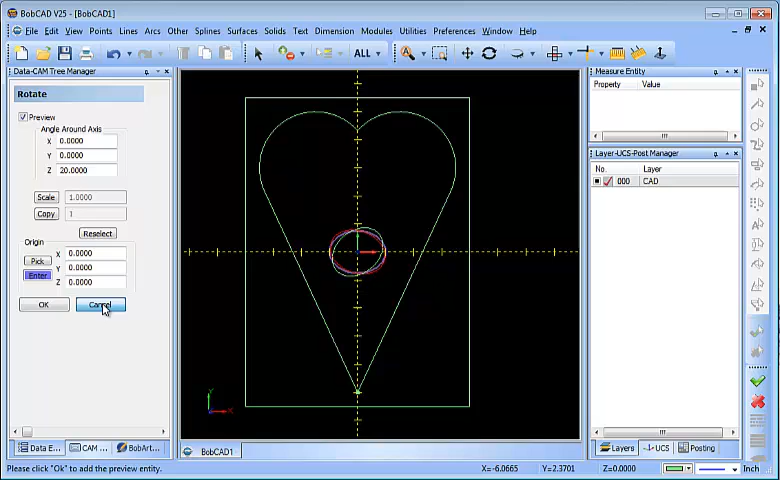 BobCAD V25 - [BobCAD1]
File Edit View Points Lines Arcs Other Splines Surfaces Solids Text Dimension Modules Utilities Preferences Window Help
ALL
Data-CAM Tree Manager
Rotate
Preview
Angle Around Axis
X 0.0000
Y 0.0000
Z 20.0000
Scale 1.0000
Copy 1
Reselect
Origin
X 0.0000
Pick Y 0.0000
Enter Z 0.0000
OK Cancel
Data E... CAM ... BobArt...
BobCAD1
Y
X
Measure Entity
Property Value
Layer-UCS-Post Manager
No. Layer
000 CAD
Layers UCS Posting
Please click "Ok" to add the preview entity.
X=-6.0665 Y=2.3701 Z=0.0000 Inch